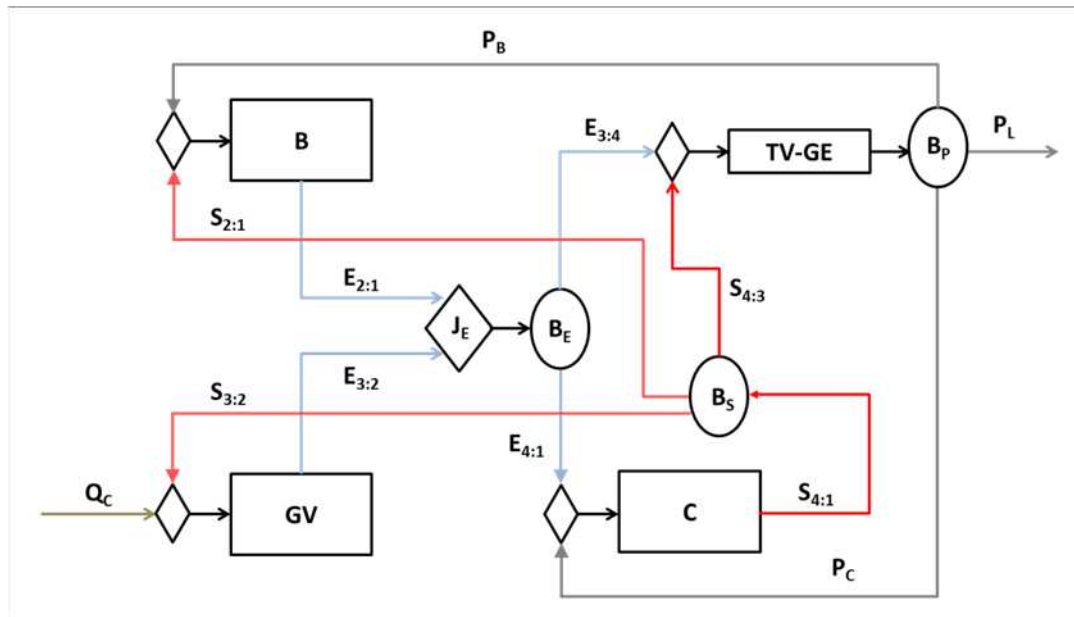 P_B
B
E_3:4
TV-GE
B_P
P_L
S_2:1
E_2:1
S_4:3
J_E
B_E
E_3:2
S_3:2
B_S
E_4:1
Q_C
GV
C
S_4:1
P_C